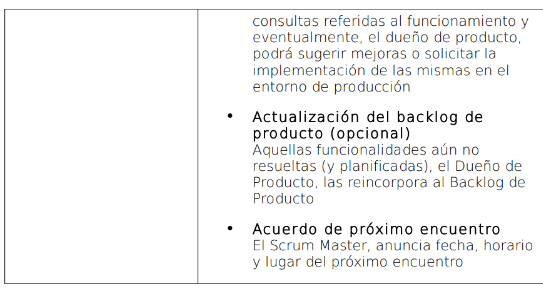 consultas referidas al funcionamiento y
eventualmente, el dueño de producto,
podrá sugerir mejoras o solicitar la
implementación de las mismas en el
entorno de producción
• Actualización del backlog de
producto (opcional)
Aquellas funcionalidades aún no
resueltas (y planificadas), el Dueño de
Producto, las reincorpora al Backlog de
Producto
• Acuerdo de próximo encuentro
El Scrum Master, anuncia fecha, horario
y lugar del próximo encuentro